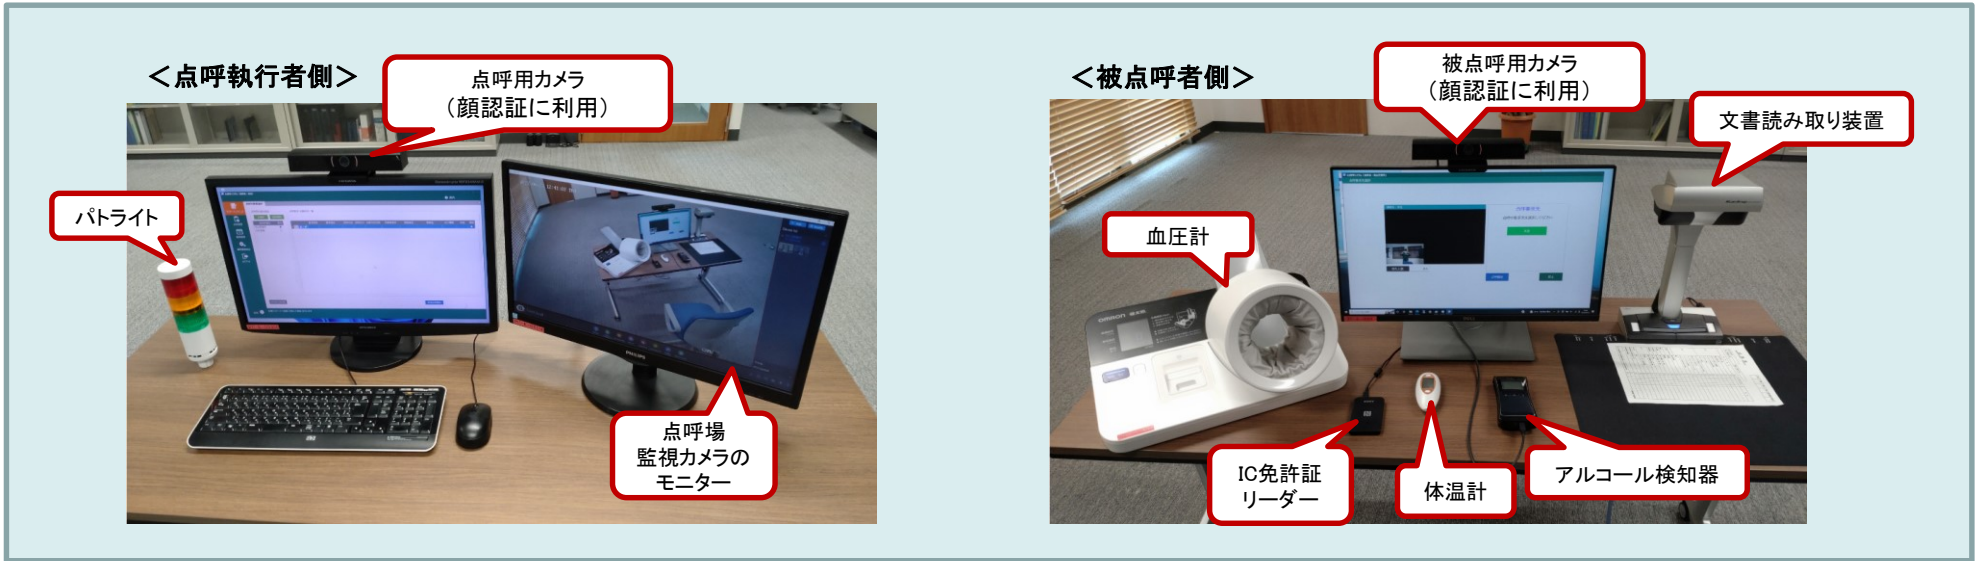 ＜点呼執行者側＞
点呼用カメラ
（顔認証に利用）
パトライト
点呼場
監視カメラの
モニター
PHILIPS
＜被点呼者側＞
被点呼用カメラ
（顔認証に利用）
文書読み取り装置
血圧計
OMRON
DELL
IC免許証
リーダー
体温計
アルコール検知器